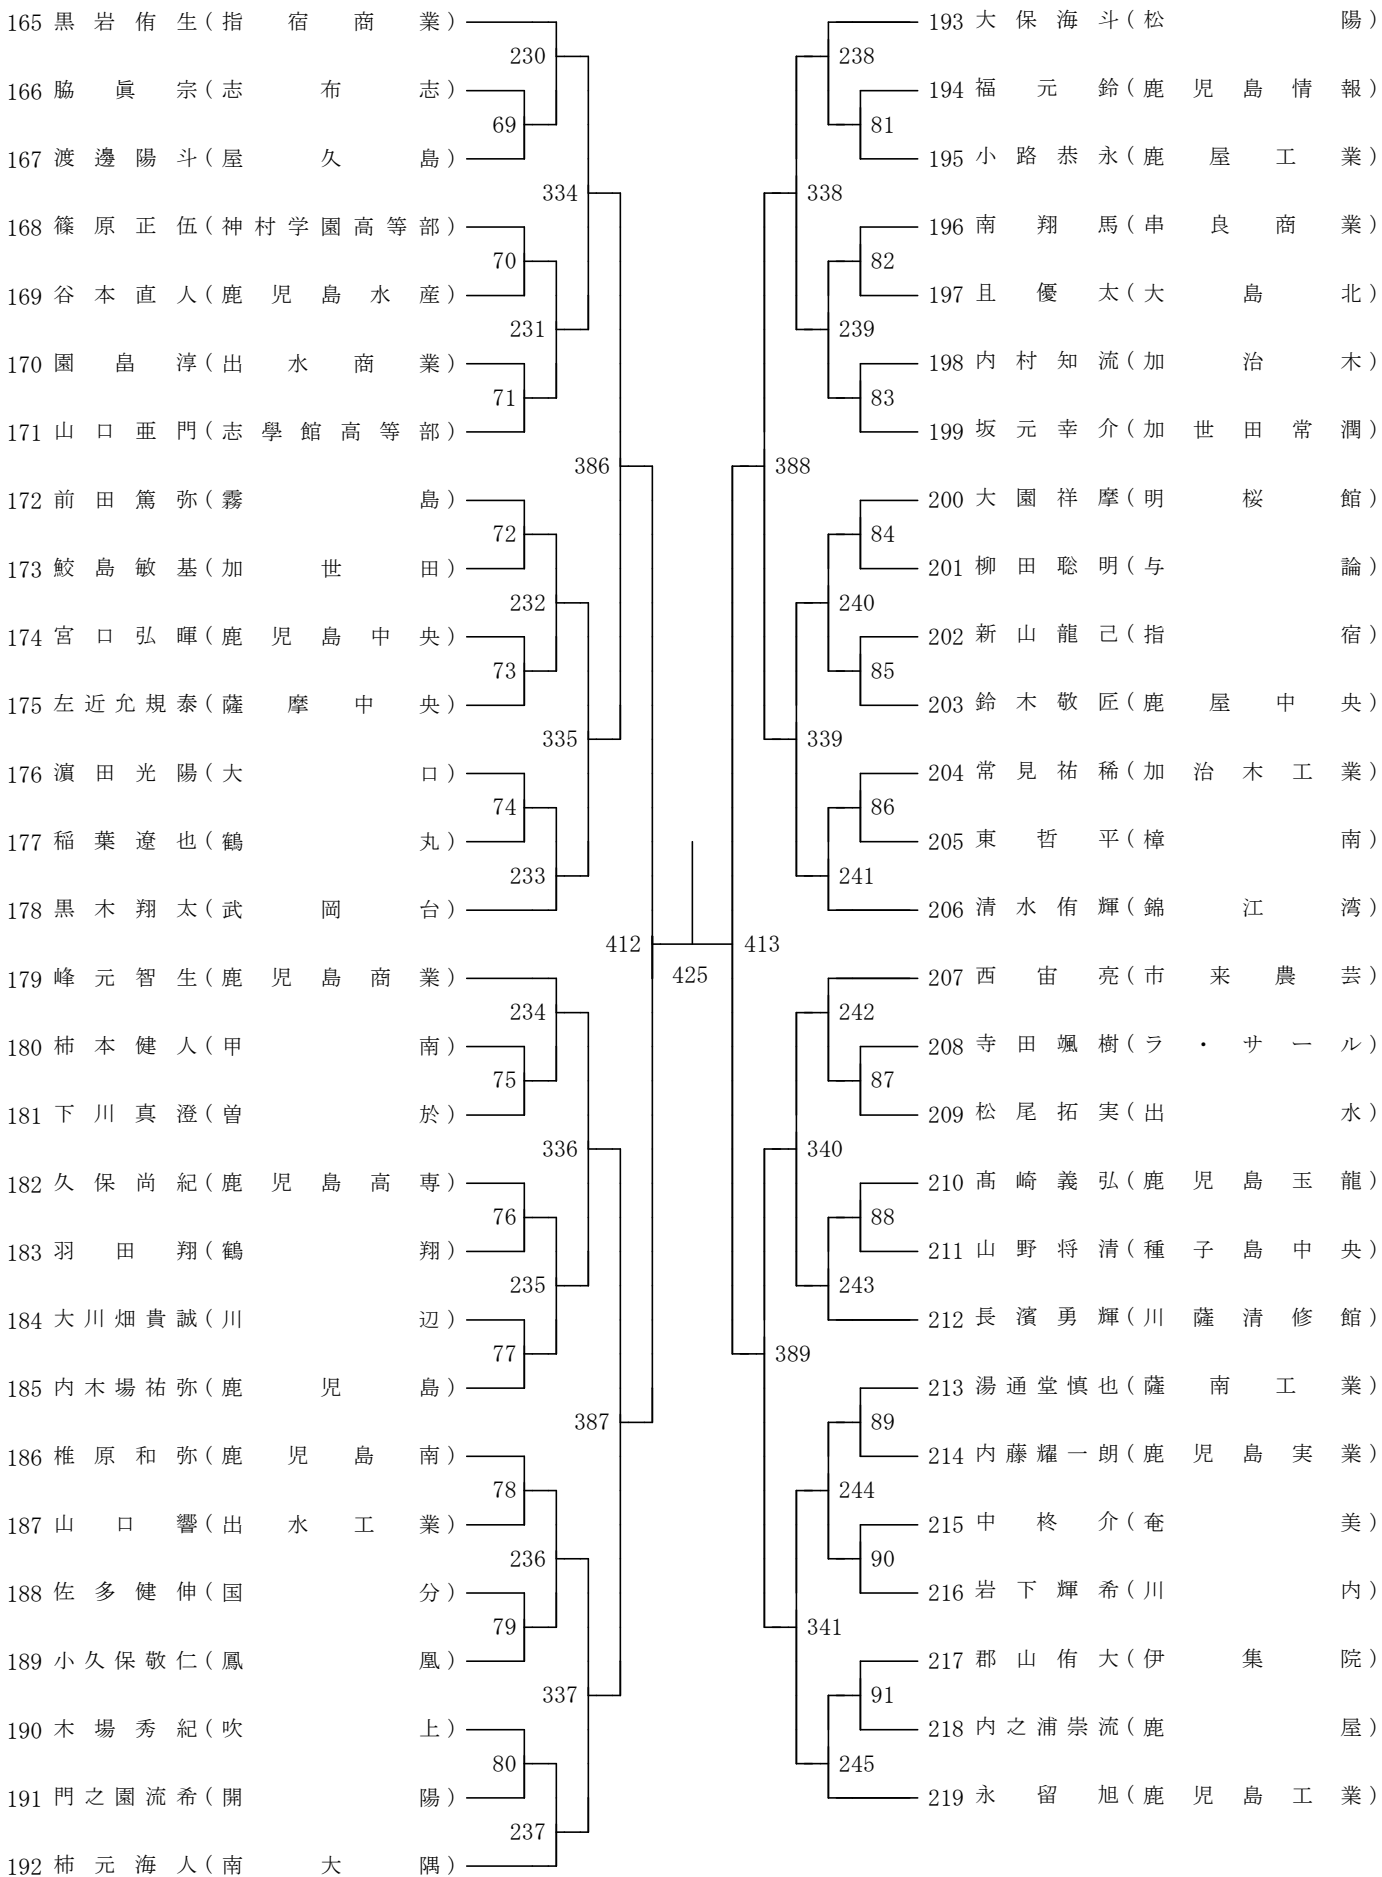 165 黒岩侑生(指宿商業)
230
166 脇眞宗(志布志)
69
167 渡邊陽斗(屋久島)
334
168 篠原正伍(神村学園高等部)
70
169 谷本直人(鹿児島水産)
231
170 園畠淳(出水商業)
71
171 山口亜門(志學館高等部)
386
172 前田篤弥(霧島)
72
173 鮫島敏基(加世田)
232
174 宮口弘暉(鹿児島中央)
73
175 左近允規泰(薩摩中央)
335
176 濵田光陽(大口)
74
177 稲葉遼也(鶴丸)
233
178 黒木翔太(武岡台)
412
179 峰元智生(鹿児島商業)
234
180 柿本健人(甲南)
75
181 下川真澄(曽於)
336
182 久保尚紀(鹿児島高専)
76
183 羽田翔(鶴翔)
235
184 大川畑貴誠(川辺)
77
185 内木場祐弥(鹿児島)
387
186 椎原和弥(鹿児島南)
78
187 山口響(出水工業)
236
188 佐多健伸(国分)
79
189 小久保敬仁(鳳凰)
337
190 木場秀紀(吹上)
80
191 門之園流希(開陽)
237
192 柿元海人(南大隅)
425
193 大保海斗(松陽)
238
194 福元鈴(鹿児島情報)
81
195 小路恭永(鹿屋工業)
338
196 南翔馬(串良商業)
82
197 且優太(大島北)
239
198 内村知流(加治木)
83
199 坂元幸介(加世田常潤)
388
200 大園祥摩(明桜館)
84
201 柳田聡明(与論)
240
202 新山龍己(指宿)
85
203 鈴木敬匠(鹿屋中央)
339
204 常見祐稀(加治木工業)
86
205 東哲平(樟南)
241
206 清水侑輝(錦江湾)
413
207 西宙亮(市来農芸)
242
208 寺田颯樹(ラ・サール)
87
209 松尾拓実(出水)
340
210 髙崎義弘(鹿児島玉龍)
88
211 山野将清(種子島中央)
243
212 長濱勇輝(川薩清修館)
389
213 湯通堂慎也(薩南工業)
89
214 内藤耀一朗(鹿児島実業)
244
215 中柊介(奄美)
90
216 岩下輝希(川内)
341
217 郡山侑大(伊集院)
91
218 内之浦崇流(鹿屋)
245
219 永留旭(鹿児島工業)